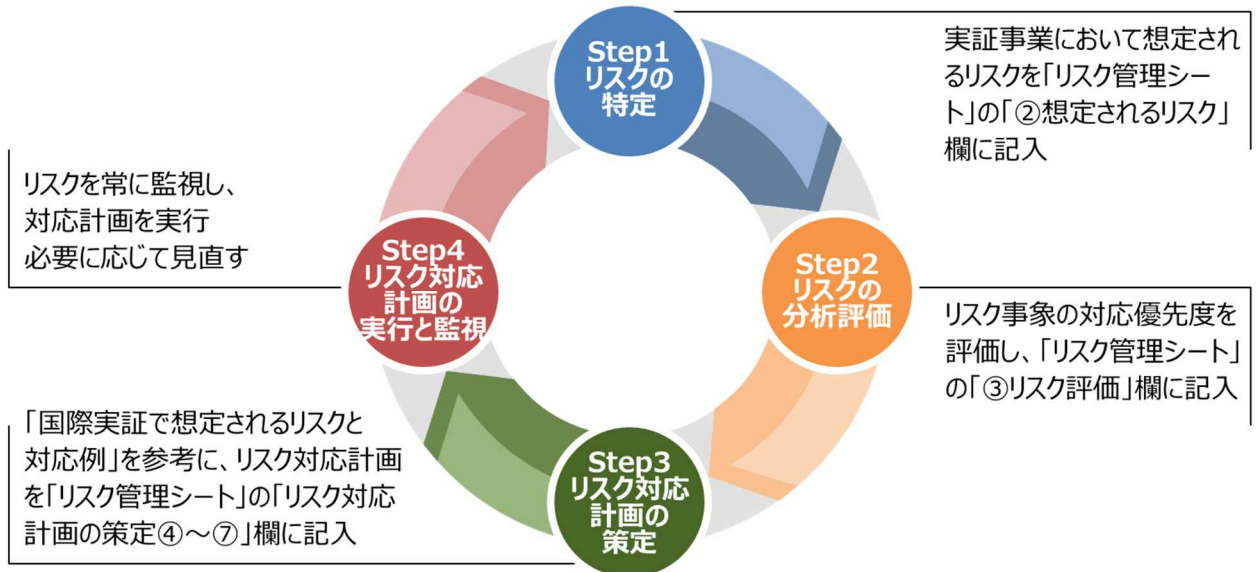 Step1
リスクの
特定
実証事業において想定され
るリスクを「リスク管理シー
ト」の「②想定されるリスク」
欄に記入
Step2
リスクの
分析評価
リスク事象の対応優先度を
評価し、「リスク管理シート」
の「③リスク評価」欄に記入
Step3
リスク対応
計画の
策定
「国際実証で想定されるリスクと
対応例」を参考に、リスク対応計画
を「リスク管理シート」の「リスク対応
計画の策定④～⑦」欄に記入
Step4
リスク対応
計画の
実行と監視
リスクを常に監視し、
対応計画を実行
必要に応じて見直す